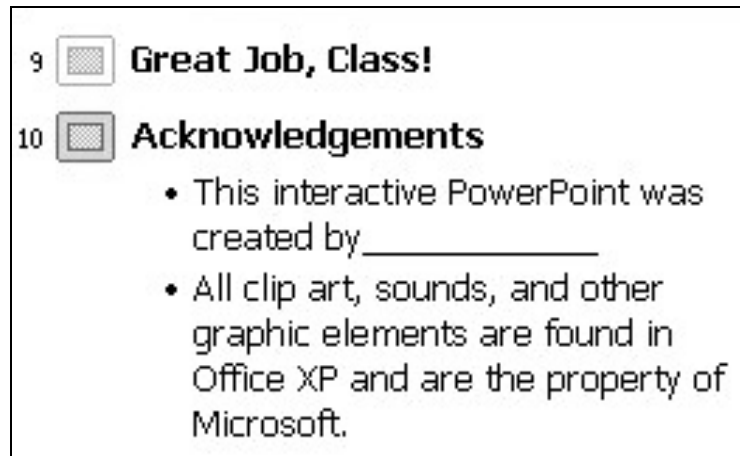 9 Great Job, Class!
10 Acknowledgements
• This interactive PowerPoint was
created by_____________
• All clip art, sounds, and other
graphic elements are found in
Office XP and are the property of
Microsoft.